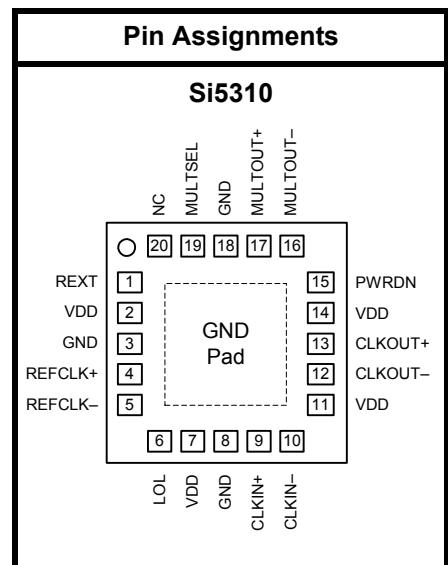 Pin Assignments
Si5310
NC
MULTSEL
GND
MULTOUT+
MULTOUT–
20 19 18 17 16
REXT 1
VDD 2
GND 3
REFCLK+ 4
REFCLK– 5
GND
Pad
15 PWRDN
14 VDD
13 CLKOUT+
12 CLKOUT–
11 VDD
6 7 8 9 10
LOL
VDD
GND
CLKIN+
CLKIN–